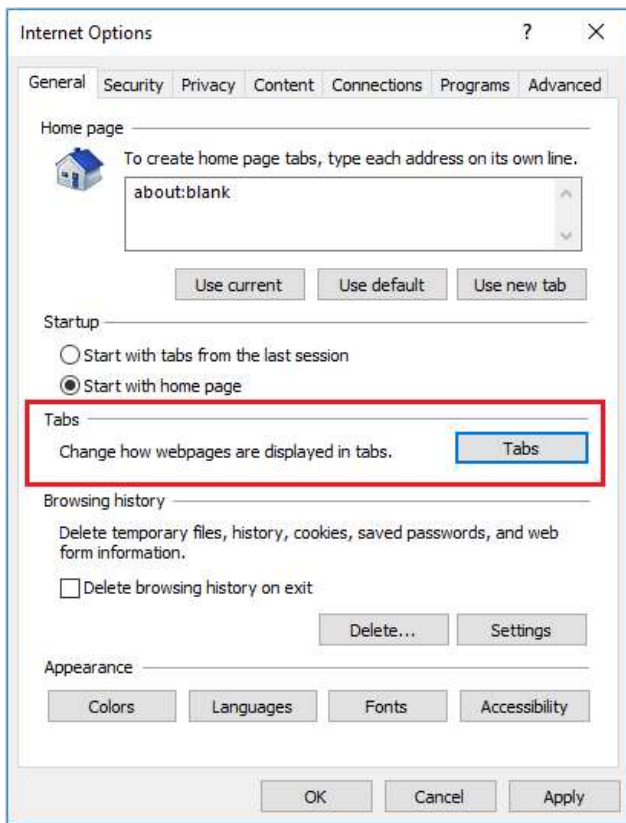 Internet Options ?
General Security Privacy Content Connections Programs Advanced
Home page
To create home page tabs, type each address on its own line.
about:blank
Use current Use default Use new tab
Startup
Start with tabs from the last session
Start with home page
Tabs
Change how webpages are displayed in tabs. Tabs
Browsing history
Delete temporary files, history, cookies, saved passwords, and web
form information.
Delete browsing history on exit
Delete... Settings
Appearance
Colors Languages Fonts Accessibility
OK Cancel Apply